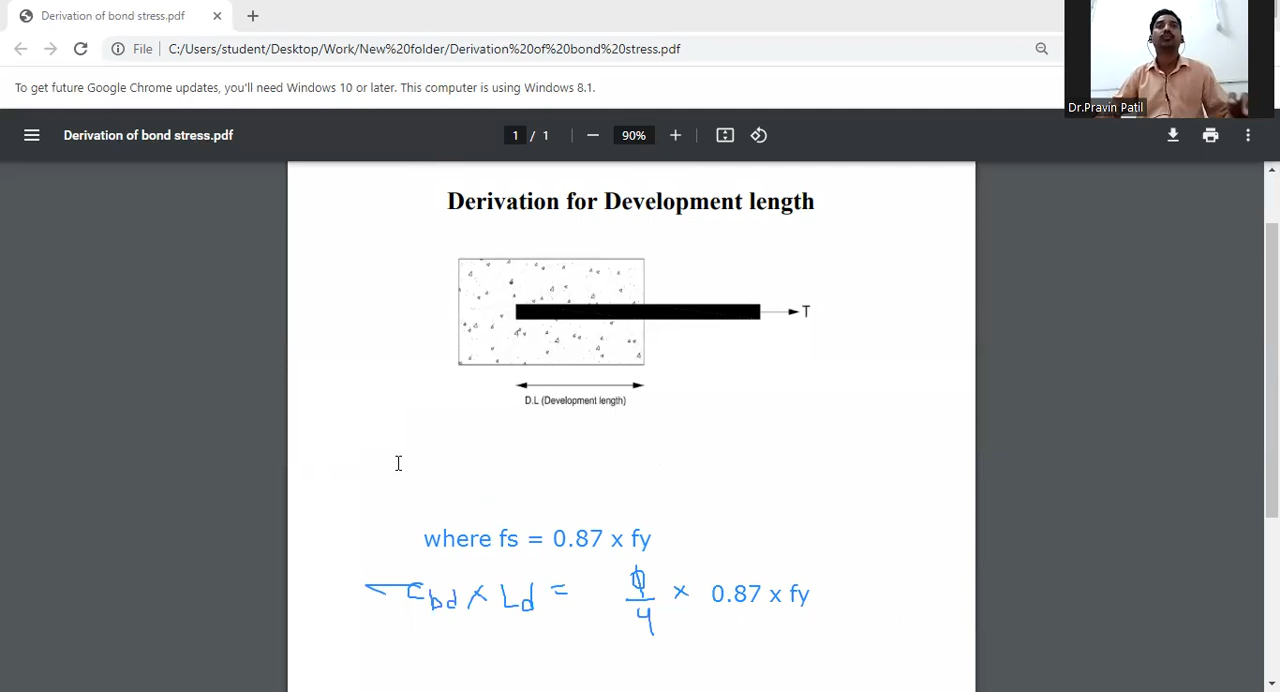 Derivation of bond stress.pdf
File C:/Users/student/Desktop/Work/New%20folder/Derivation%20of%20bond%20stress.pdf
To get future Google Chrome updates, you'll need Windows 10 or later. This computer is using Windows 8.1.
Dr.Pravin Patil
Derivation of bond stress.pdf 1 / 1 90%
Derivation for Development length
T
D.L (Development length)
where fs = 0.87 x fy
τbd x Ld = ϕ/4 x 0.87 x fy